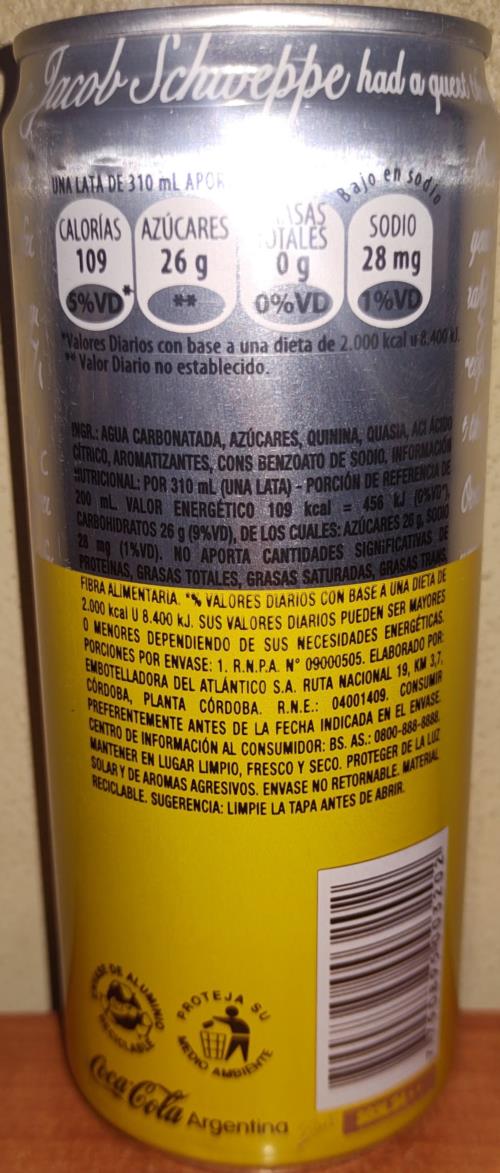 Jacob Schweppe had a quest
UNA LATA DE 310 mL APOR
Bajo en sodio
CALORÍAS
109
5%VD*
AZÚCARES
26 g
**
0 g
0%VD
SODIO
28 mg
1%VD
*Valores Diarios con base a una dieta de 2.000 kcal u 8.400 kJ.
** Valor Diario no establecido.
INGR.: AGUA CARBONATADA, AZÚCARES, QUININA, QUASIA, ACI ÁCIDO
CÍTRICO, AROMATIZANTES, CONS BENZOATO DE SODIO. INFORMACIÓN
NUTRICIONAL: POR 310 mL (UNA LATA) - PORCIÓN DE REFERENCIA DE
200 mL. VALOR ENERGÉTICO 109 kcal = 456 kJ (6%VD*),
CARBOHIDRATOS 26 g (9%VD), DE LOS CUALES: AZÚCARES 26 g, SODIO
28 mg (1%VD). NO APORTA CANTIDADES SIGNIFICATIVAS DE
PROTEÍNAS, GRASAS TOTALES, GRASAS SATURADAS, GRASAS TRANS,
FIBRA ALIMENTARIA. *% VALORES DIARIOS CON BASE A UNA DIETA DE
2.000 kcal U 8.400 kJ. SUS VALORES DIARIOS PUEDEN SER MAYORES
O MENORES DEPENDIENDO DE SUS NECESIDADES ENERGÉTICAS.
PORCIONES POR ENVASE: 1. R.N.P.A. N° 09000505. ELABORADO POR:
EMBOTELLADORA DEL ATLÁNTICO S.A. RUTA NACIONAL 19, KM 3,7,
CÓRDOBA, PLANTA CÓRDOBA. R.N.E.: 04001409. CONSUMIR
PREFERENTEMENTE ANTES DE LA FECHA INDICADA EN EL ENVASE.
CENTRO DE INFORMACIÓN AL CONSUMIDOR: BS. AS.: 0800-888-8888.
MANTENER EN LUGAR LIMPIO, FRESCO Y SECO. PROTEGER DE LA LUZ
SOLAR Y DE AROMAS AGRESIVOS. ENVASE NO RETORNABLE. MATERIAL
RECICLABLE. SUGERENCIA: LIMPIE LA TAPA ANTES DE ABRIR.
ENVASE DE ALUMINIO
RECICLABLE
PROTEJA SU
MEDIO AMBIENTE
Coca-Cola Argentina